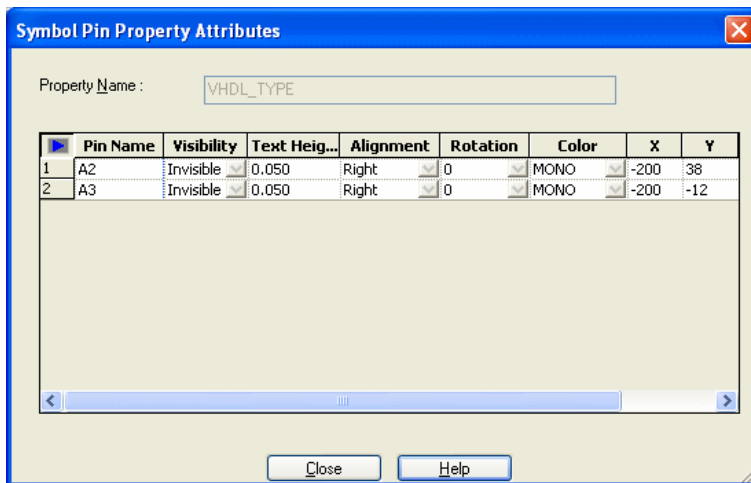 Symbol Pin Property Attributes
Property Name :
VHDL_TYPE
Pin Name Visibility Text Heig... Alignment Rotation Color X Y
1 A2 Invisible 0.050 Right 0 MONO -200 38
2 A3 Invisible 0.050 Right 0 MONO -200 -12
Close Help